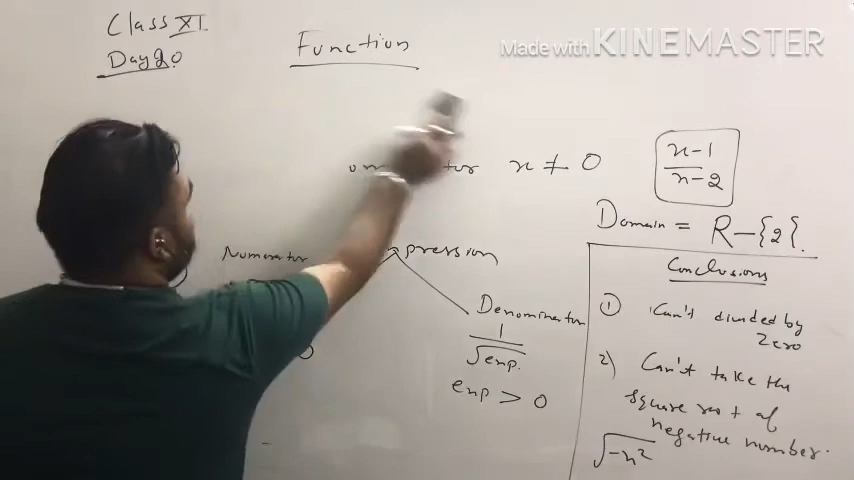 Class XI.
Day 20
Function
Made with KINEMASTER
x ≠ 0
x-1
x-2
Domain = R-{2}.
Numerator
pression
Denominator
1
√exp.
exp > 0
Conclusions
1) Can't divided by
Zero
2) Can't take the
square root of
negative number.
√-x²